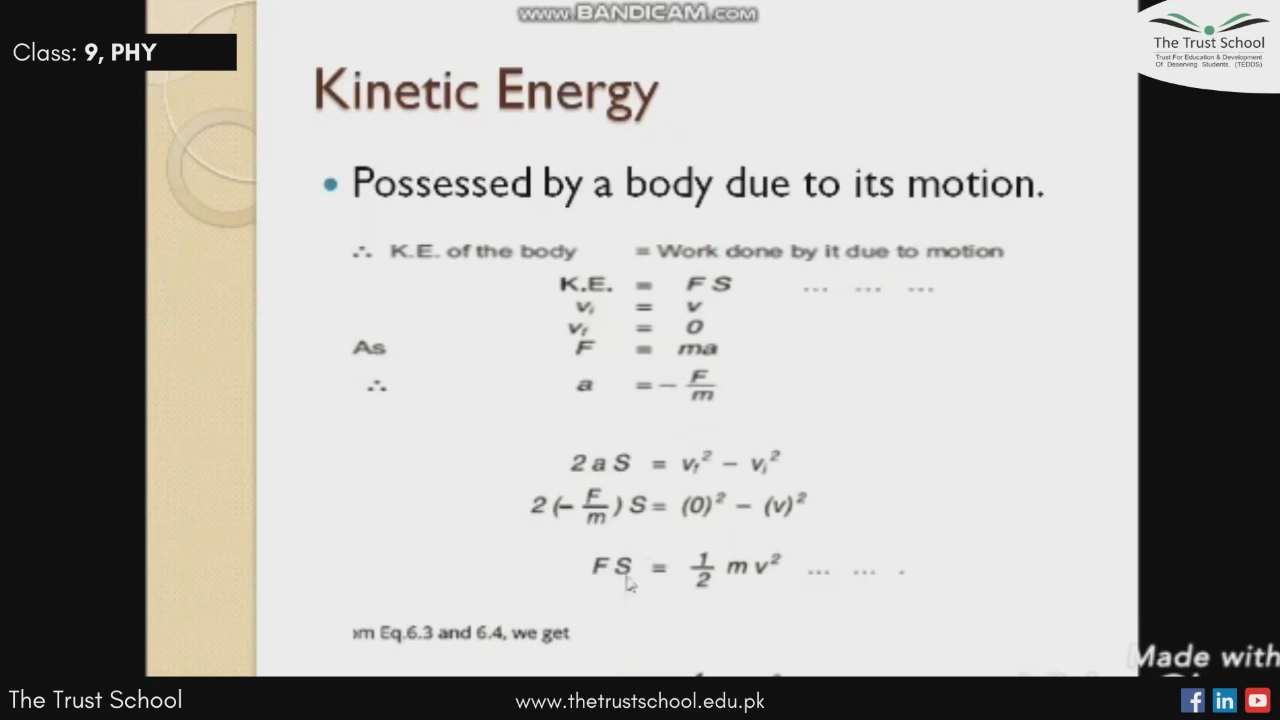 www.BANDICAM.com
Class: 9, PHY
The Trust School
Trust For Education & Development
Of Deserving Students. (TEDDS)
Kinetic Energy
• Possessed by a body due to its motion.
∴ K.E. of the body = Work done by it due to motion
K.E. = F S ... ... ...
vᵢ = v
v_f = 0
As F = ma
∴ a = − F/m
2 a S = v_f² − vᵢ²
2 (− F/m) S = (0)² − (v)²
F S = 1/2 m v² ... ... .
om Eq.6.3 and 6.4, we get
Made with
The Trust School
www.thetrustschool.edu.pk